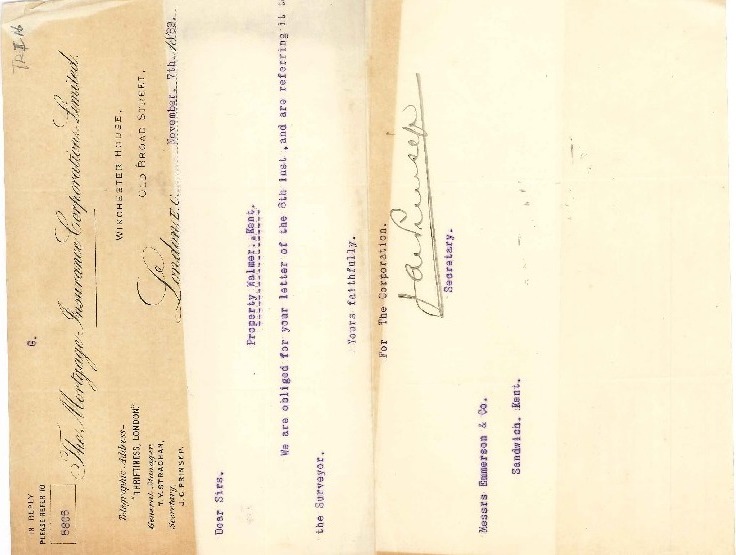 IN REPLY
PLEASE REFER TO
6806
G.
The Mortgage Insurance Corporation Limited.
Telegraphic Address—
"THRIFTINESS, LONDON"
General Manager
T.Y. STRACHAN,
Secretary
J.C. PRINSEP.
WINCHESTER HOUSE,
OLD BROAD STREET,
London, E.C. November. 7th. 1889.
Dear Sirs.
Property Walmer. Kent.
We are obliged for your letter of the 6th inst, and are referring it t
the Surveyor.
Yours faithfully.
For The Corporation.
Secretary.
Messrs Emmerson & Co.
Sandwich. Kent.